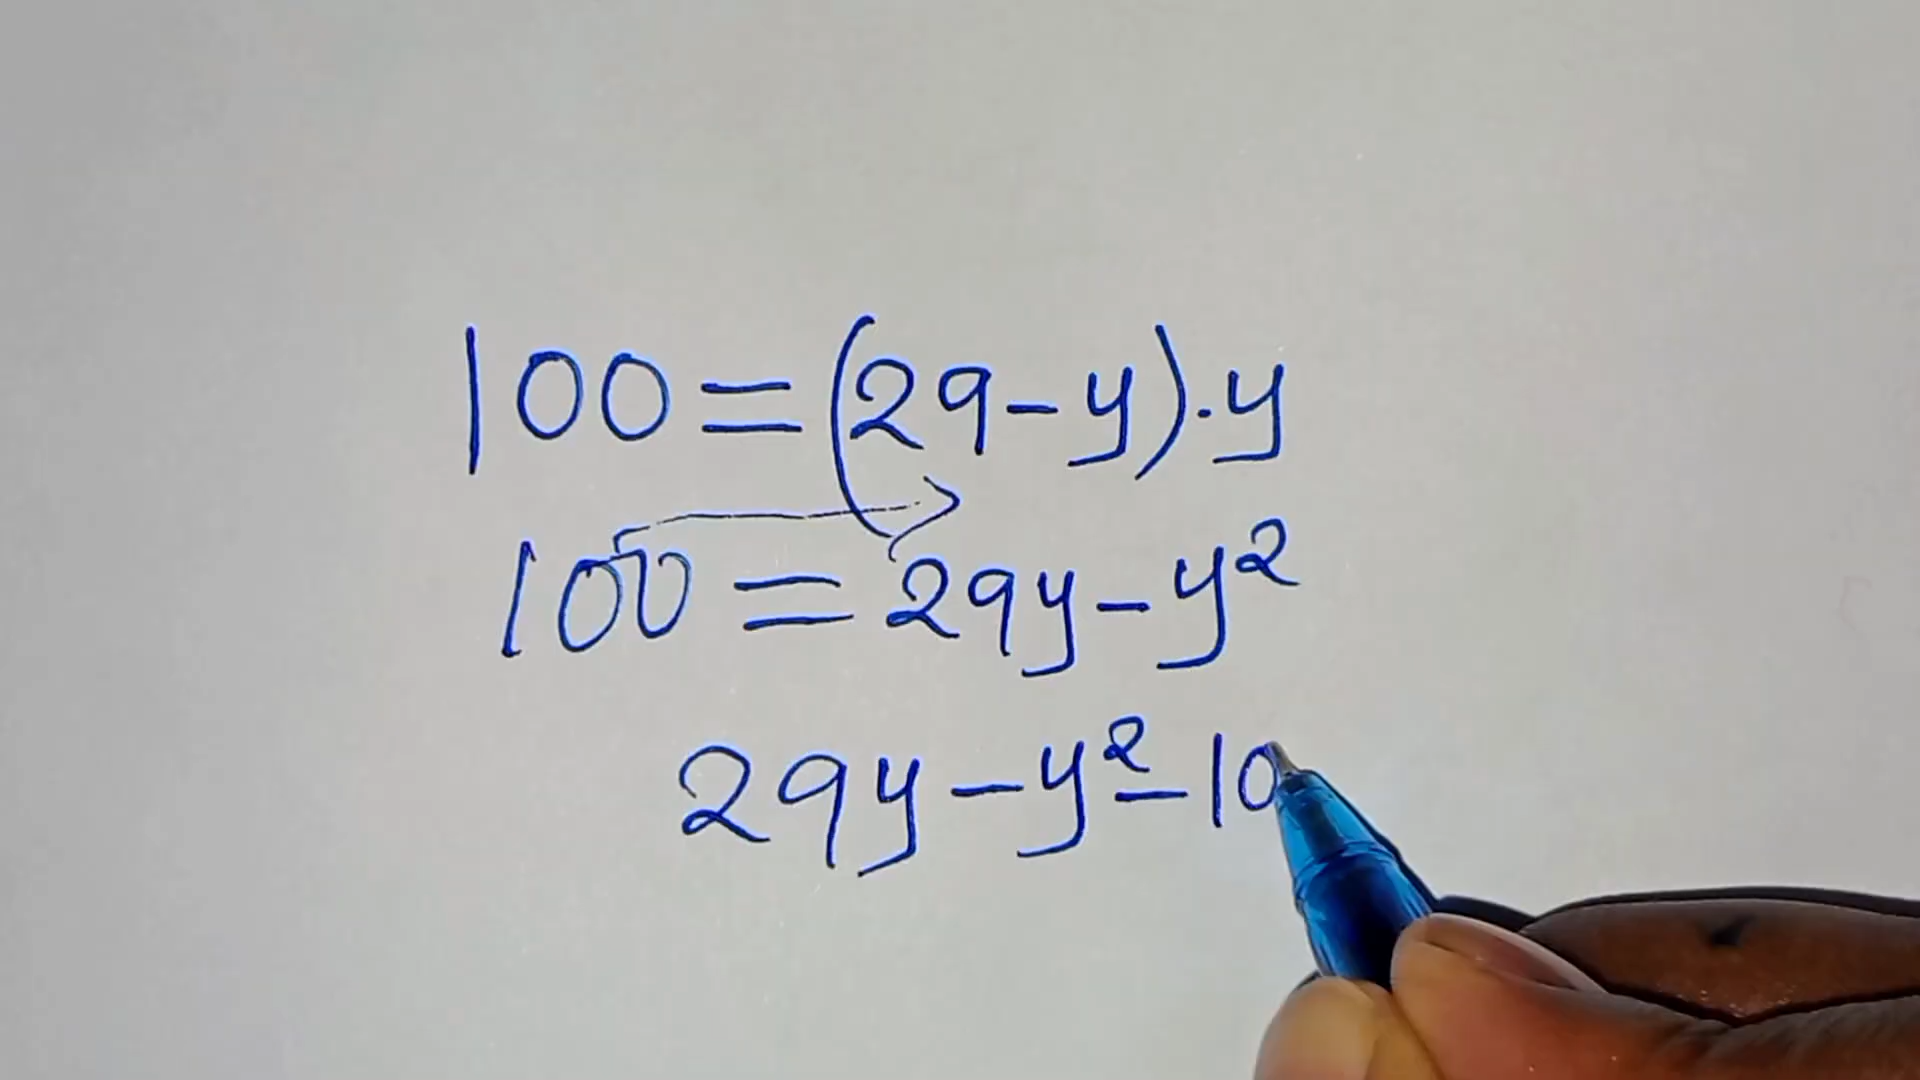 100 = (29 - y) . y
100 = 29y - y²
29y - y² - 10